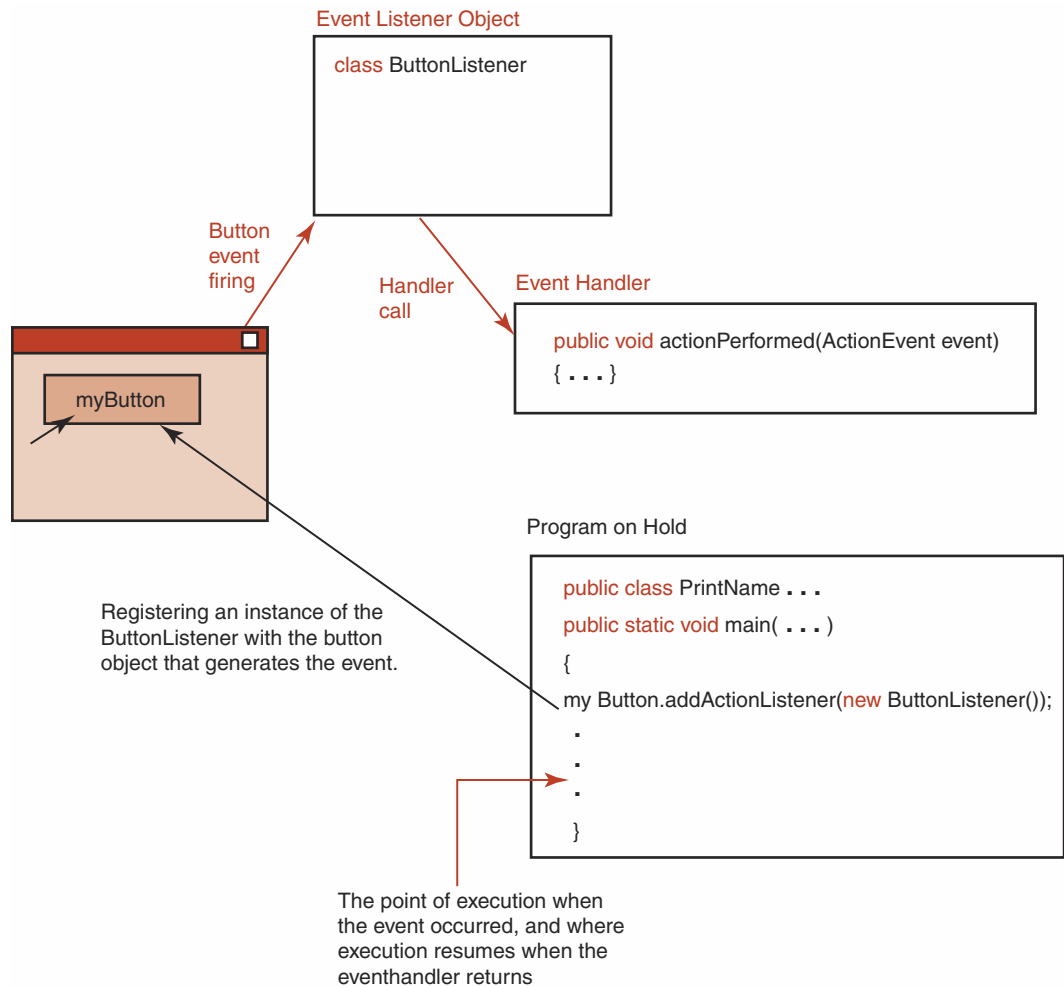 Event Listener Object
class ButtonListener
Button
event
firing
Handler
call
Event Handler
public void actionPerformed(ActionEvent event)
{ . . . }
myButton
Program on Hold
public class PrintName . . .
public static void main( . . . )
{
my Button.addActionListener(new ButtonListener());
.
.
.
}
Registering an instance of the
ButtonListener with the button
object that generates the event.
The point of execution when
the event occurred, and where
execution resumes when the
eventhandler returns